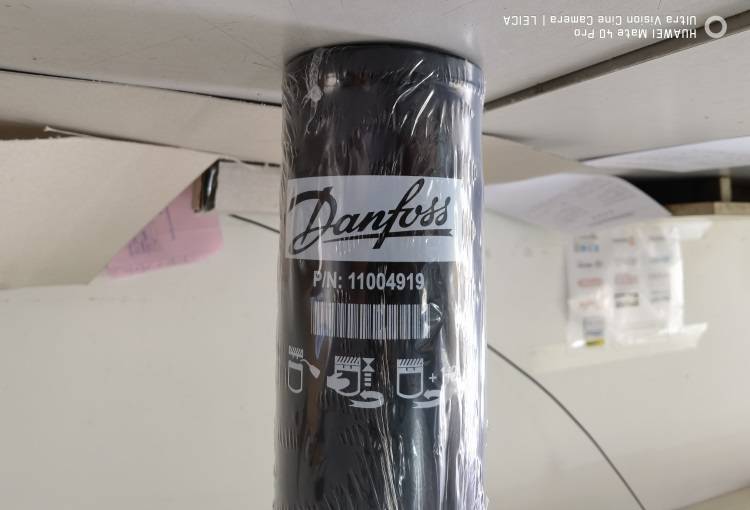 HUAWEI Mate 40 Pro
Ultra Vision Cine Camera | LEICA
Danfoss
P/N: 11004919